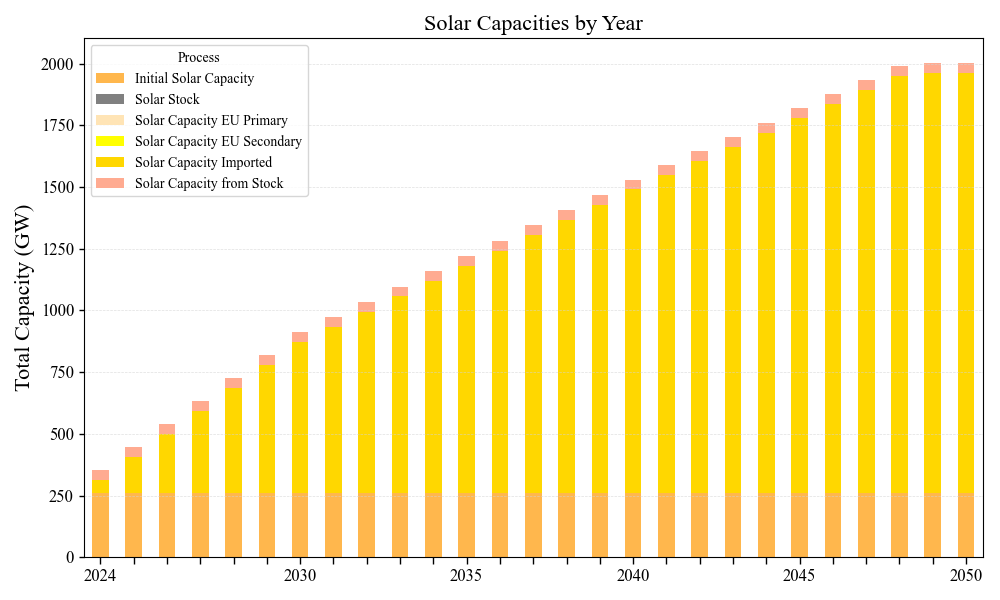 Solar Capacities by Year
Process
Initial Solar Capacity
Solar Stock
Solar Capacity EU Primary
Solar Capacity EU Secondary
Solar Capacity Imported
Solar Capacity from Stock
Total Capacity (GW)
2000
1750
1500
1250
1000
750
500
250
0
2024 2030 2035 2040 2045 2050